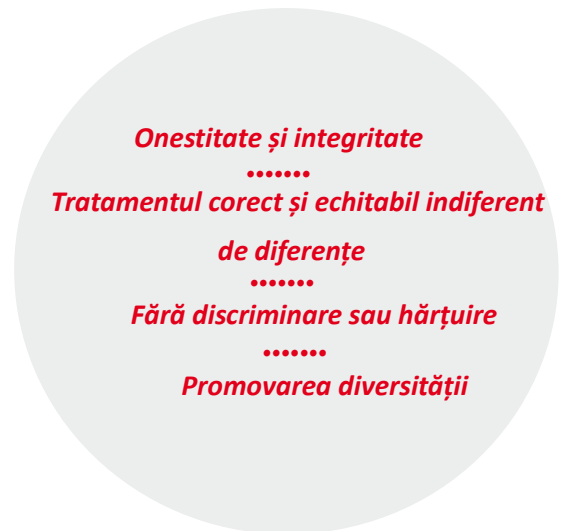 Onestitate și integritate
•••••••
Tratamentul corect și echitabil indiferent
de diferențe
•••••••
Fără discriminare sau hărțuire
•••••••
Promovarea diversității